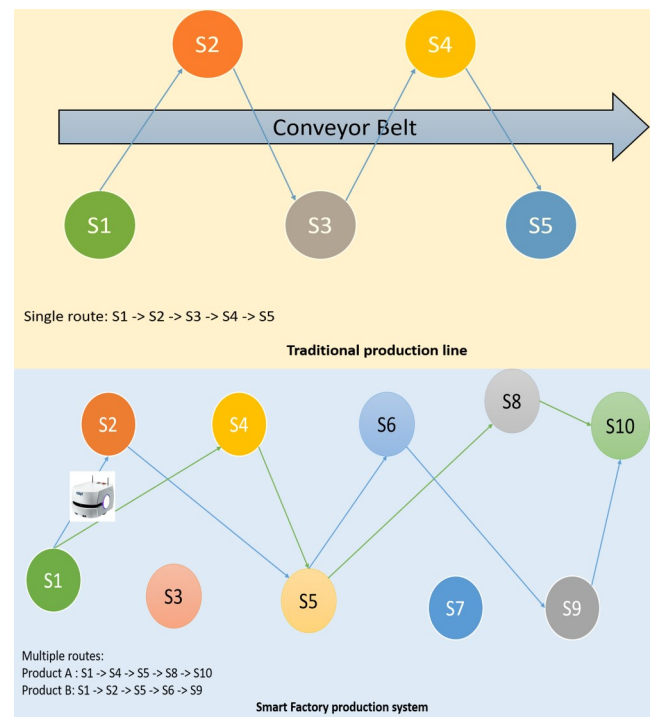 S2
S4
Conveyor Belt
S1
S3
S5
Single route: S1 -> S2 -> S3 -> S4 -> S5
Traditional production line
S2
S4
S6
S8
S10
S1
S3
S5
S7
S9
Multiple routes:
Product A : S1 -> S4 -> S5 -> S8 -> S10
Product B: S1 -> S2 -> S5 -> S6 -> S9
Smart Factory production system